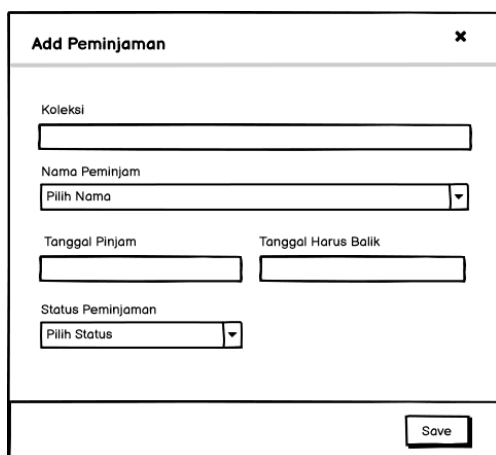 Add Peminjaman
Koleksi
Nama Peminjam
Pilih Nama
Tanggal Pinjam Tanggal Harus Balik
Status Peminjaman
Pilih Status
Save